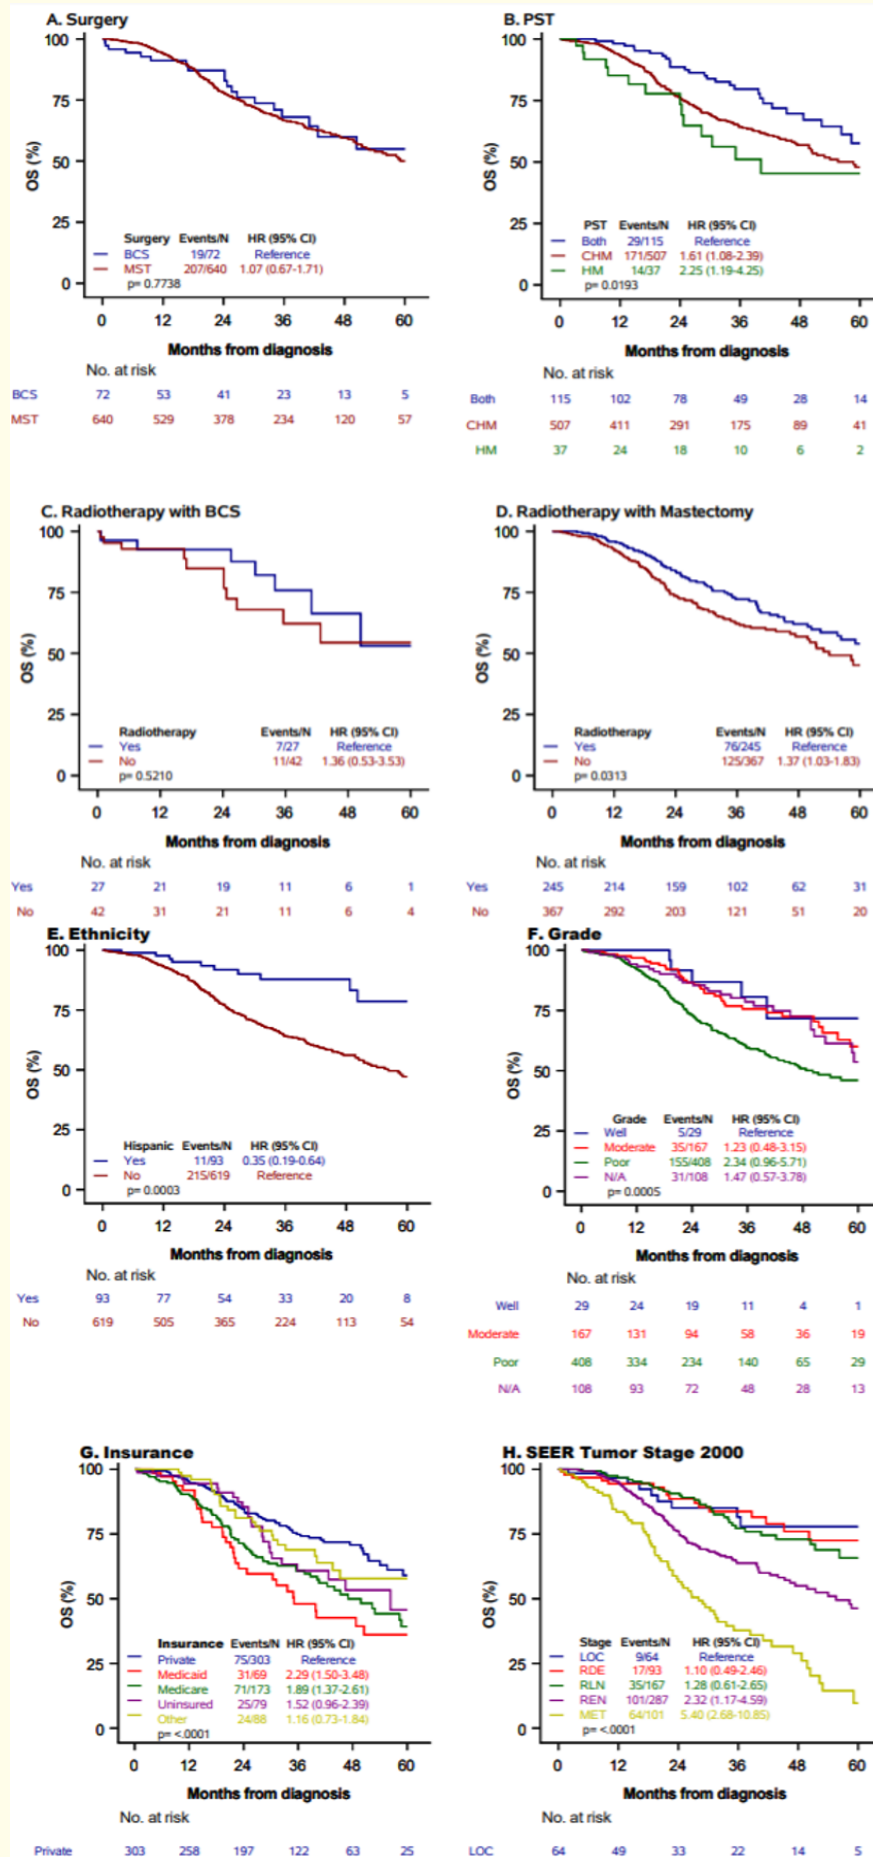 A. Surgery
100
75
50
25
0
OS (%)
Surgery Events/N HR (95% CI)
BCS 19/72 Reference
MST 207/640 1.07 (0.67-1.71)
p= 0.7738
0 12 24 36 48 60
Months from diagnosis
No. at risk
BCS 72 53 41 23 13 5
MST 640 529 378 234 120 57
B. PST
100
75
50
25
0
OS (%)
PST Events/N HR (95% CI)
Both 29/115 Reference
CHM 171/507 1.61 (1.08-2.39)
HM 14/37 2.25 (1.19-4.25)
p= 0.0193
0 12 24 36 48 60
Months from diagnosis
No. at risk
Both 115 102 78 49 28 14
CHM 507 411 291 175 89 41
HM 37 24 18 10 6 2
C. Radiotherapy with BCS
100
75
50
25
0
OS (%)
Radiotherapy Events/N HR (95% CI)
Yes 7/27 Reference
No 11/42 1.36 (0.53-3.53)
p= 0.5210
0 12 24 36 48 60
Months from diagnosis
No. at risk
Yes 27 21 19 11 6 1
No 42 31 21 11 6 4
D. Radiotherapy with Mastectomy
100
75
50
25
0
OS (%)
Radiotherapy Events/N HR (95% CI)
Yes 76/245 Reference
No 125/367 1.37 (1.03-1.83)
p= 0.0313
0 12 24 36 48 60
Months from diagnosis
No. at risk
Yes 245 214 159 102 62 31
No 367 292 203 121 51 20
E. Ethnicity
100
75
50
25
0
OS (%)
Hispanic Events/N HR (95% CI)
Yes 11/93 0.35 (0.19-0.64)
No 215/619 Reference
p= 0.0003
0 12 24 36 48 60
Months from diagnosis
No. at risk
Yes 93 77 54 33 20 8
No 619 505 365 224 113 54
F. Grade
100
75
50
25
0
OS (%)
Grade Events/N HR (95% CI)
Well 5/29 Reference
Moderate 35/167 1.23 (0.48-3.15)
Poor 155/408 2.34 (0.96-5.71)
N/A 31/108 1.47 (0.57-3.78)
p= 0.0005
0 12 24 36 48 60
Months from diagnosis
No. at risk
Well 29 24 19 11 4 1
Moderate 167 131 94 58 36 19
Poor 408 334 234 140 65 29
N/A 108 93 72 48 28 13
G. Insurance
100
75
50
25
0
OS (%)
Insurance Events/N HR (95% CI)
Private 75/303 Reference
Medicaid 31/69 2.29 (1.50-3.48)
Medicare 71/173 1.89 (1.37-2.61)
Uninsured 25/79 1.52 (0.96-2.39)
Other 24/88 1.16 (0.73-1.84)
p= <.0001
0 12 24 36 48 60
Months from diagnosis
No. at risk
Private 303 258 197 122 63 25
H. SEER Tumor Stage 2000
100
75
50
25
0
OS (%)
Stage Events/N HR (95% CI)
LOC 9/64 Reference
RDE 17/93 1.10 (0.49-2.46)
RLN 35/167 1.28 (0.61-2.65)
REN 101/287 2.32 (1.17-4.59)
MET 64/101 5.40 (2.68-10.85)
p= <.0001
0 12 24 36 48 60
Months from diagnosis
No. at risk
LOC 64 49 33 22 14 5